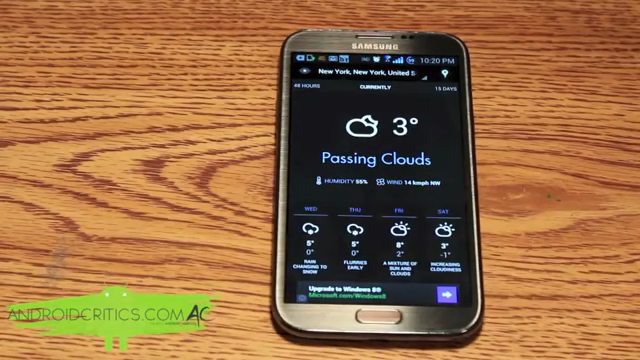 SAMSUNG
10:20 PM
New York, New York, United S
48 HOURS
CURRENTLY
15 DAYS
3°
Passing Clouds
HUMIDITY 55%
WIND 14 kmph NW
WED
THU
FRI
SAT
5°
5°
8°
3°
0°
0°
2°
-1°
RAIN CHANGING TO SNOW
FLURRIES EARLY
A MIXTURE OF SUN AND CLOUDS
INCREASING CLOUDINESS
Upgrade to Windows 8®
Microsoft.com/Windows8
ANDROIDCRITICS.COM AC